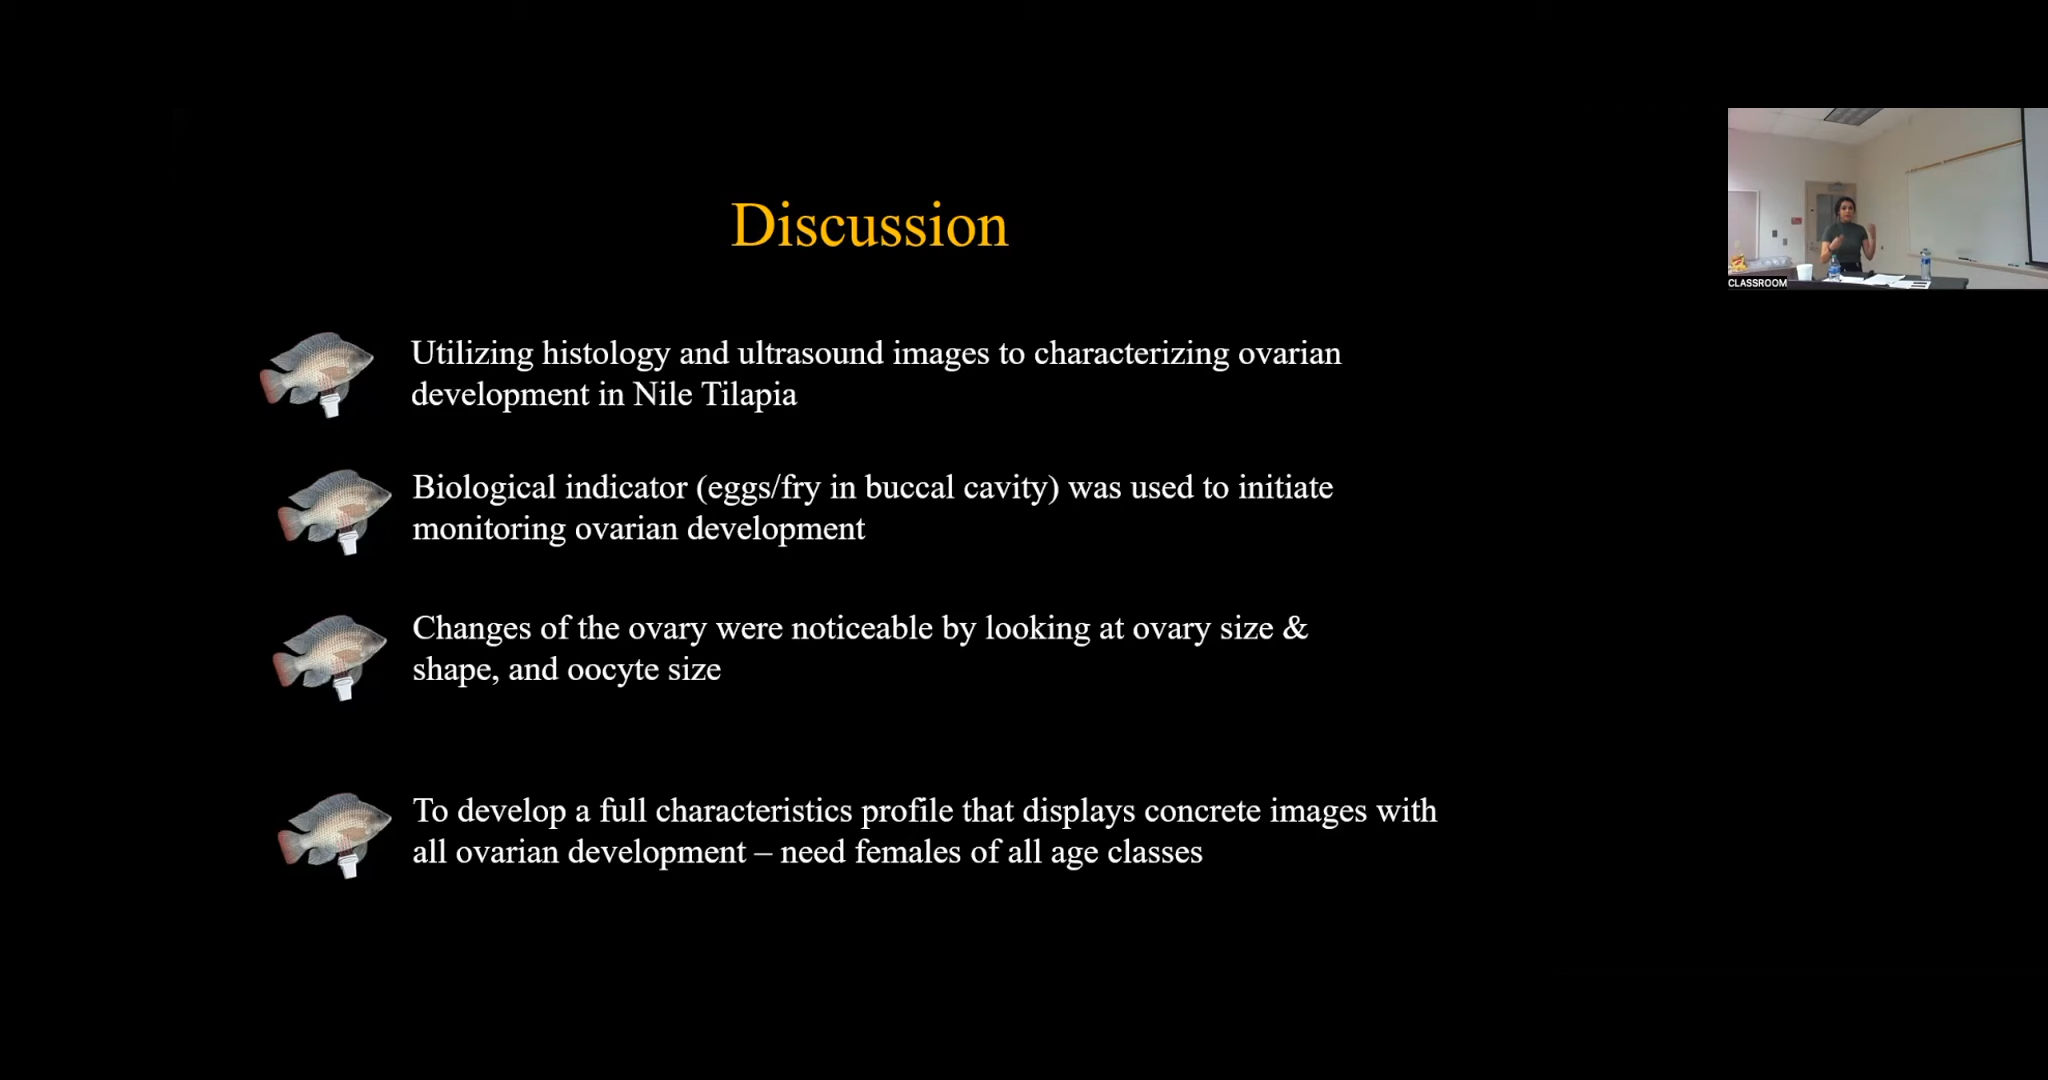 Discussion
Utilizing histology and ultrasound images to characterizing ovarian
development in Nile Tilapia
Biological indicator (eggs/fry in buccal cavity) was used to initiate
monitoring ovarian development
Changes of the ovary were noticeable by looking at ovary size &
shape, and oocyte size
To develop a full characteristics profile that displays concrete images with
all ovarian development – need females of all age classes
CLASSROOM